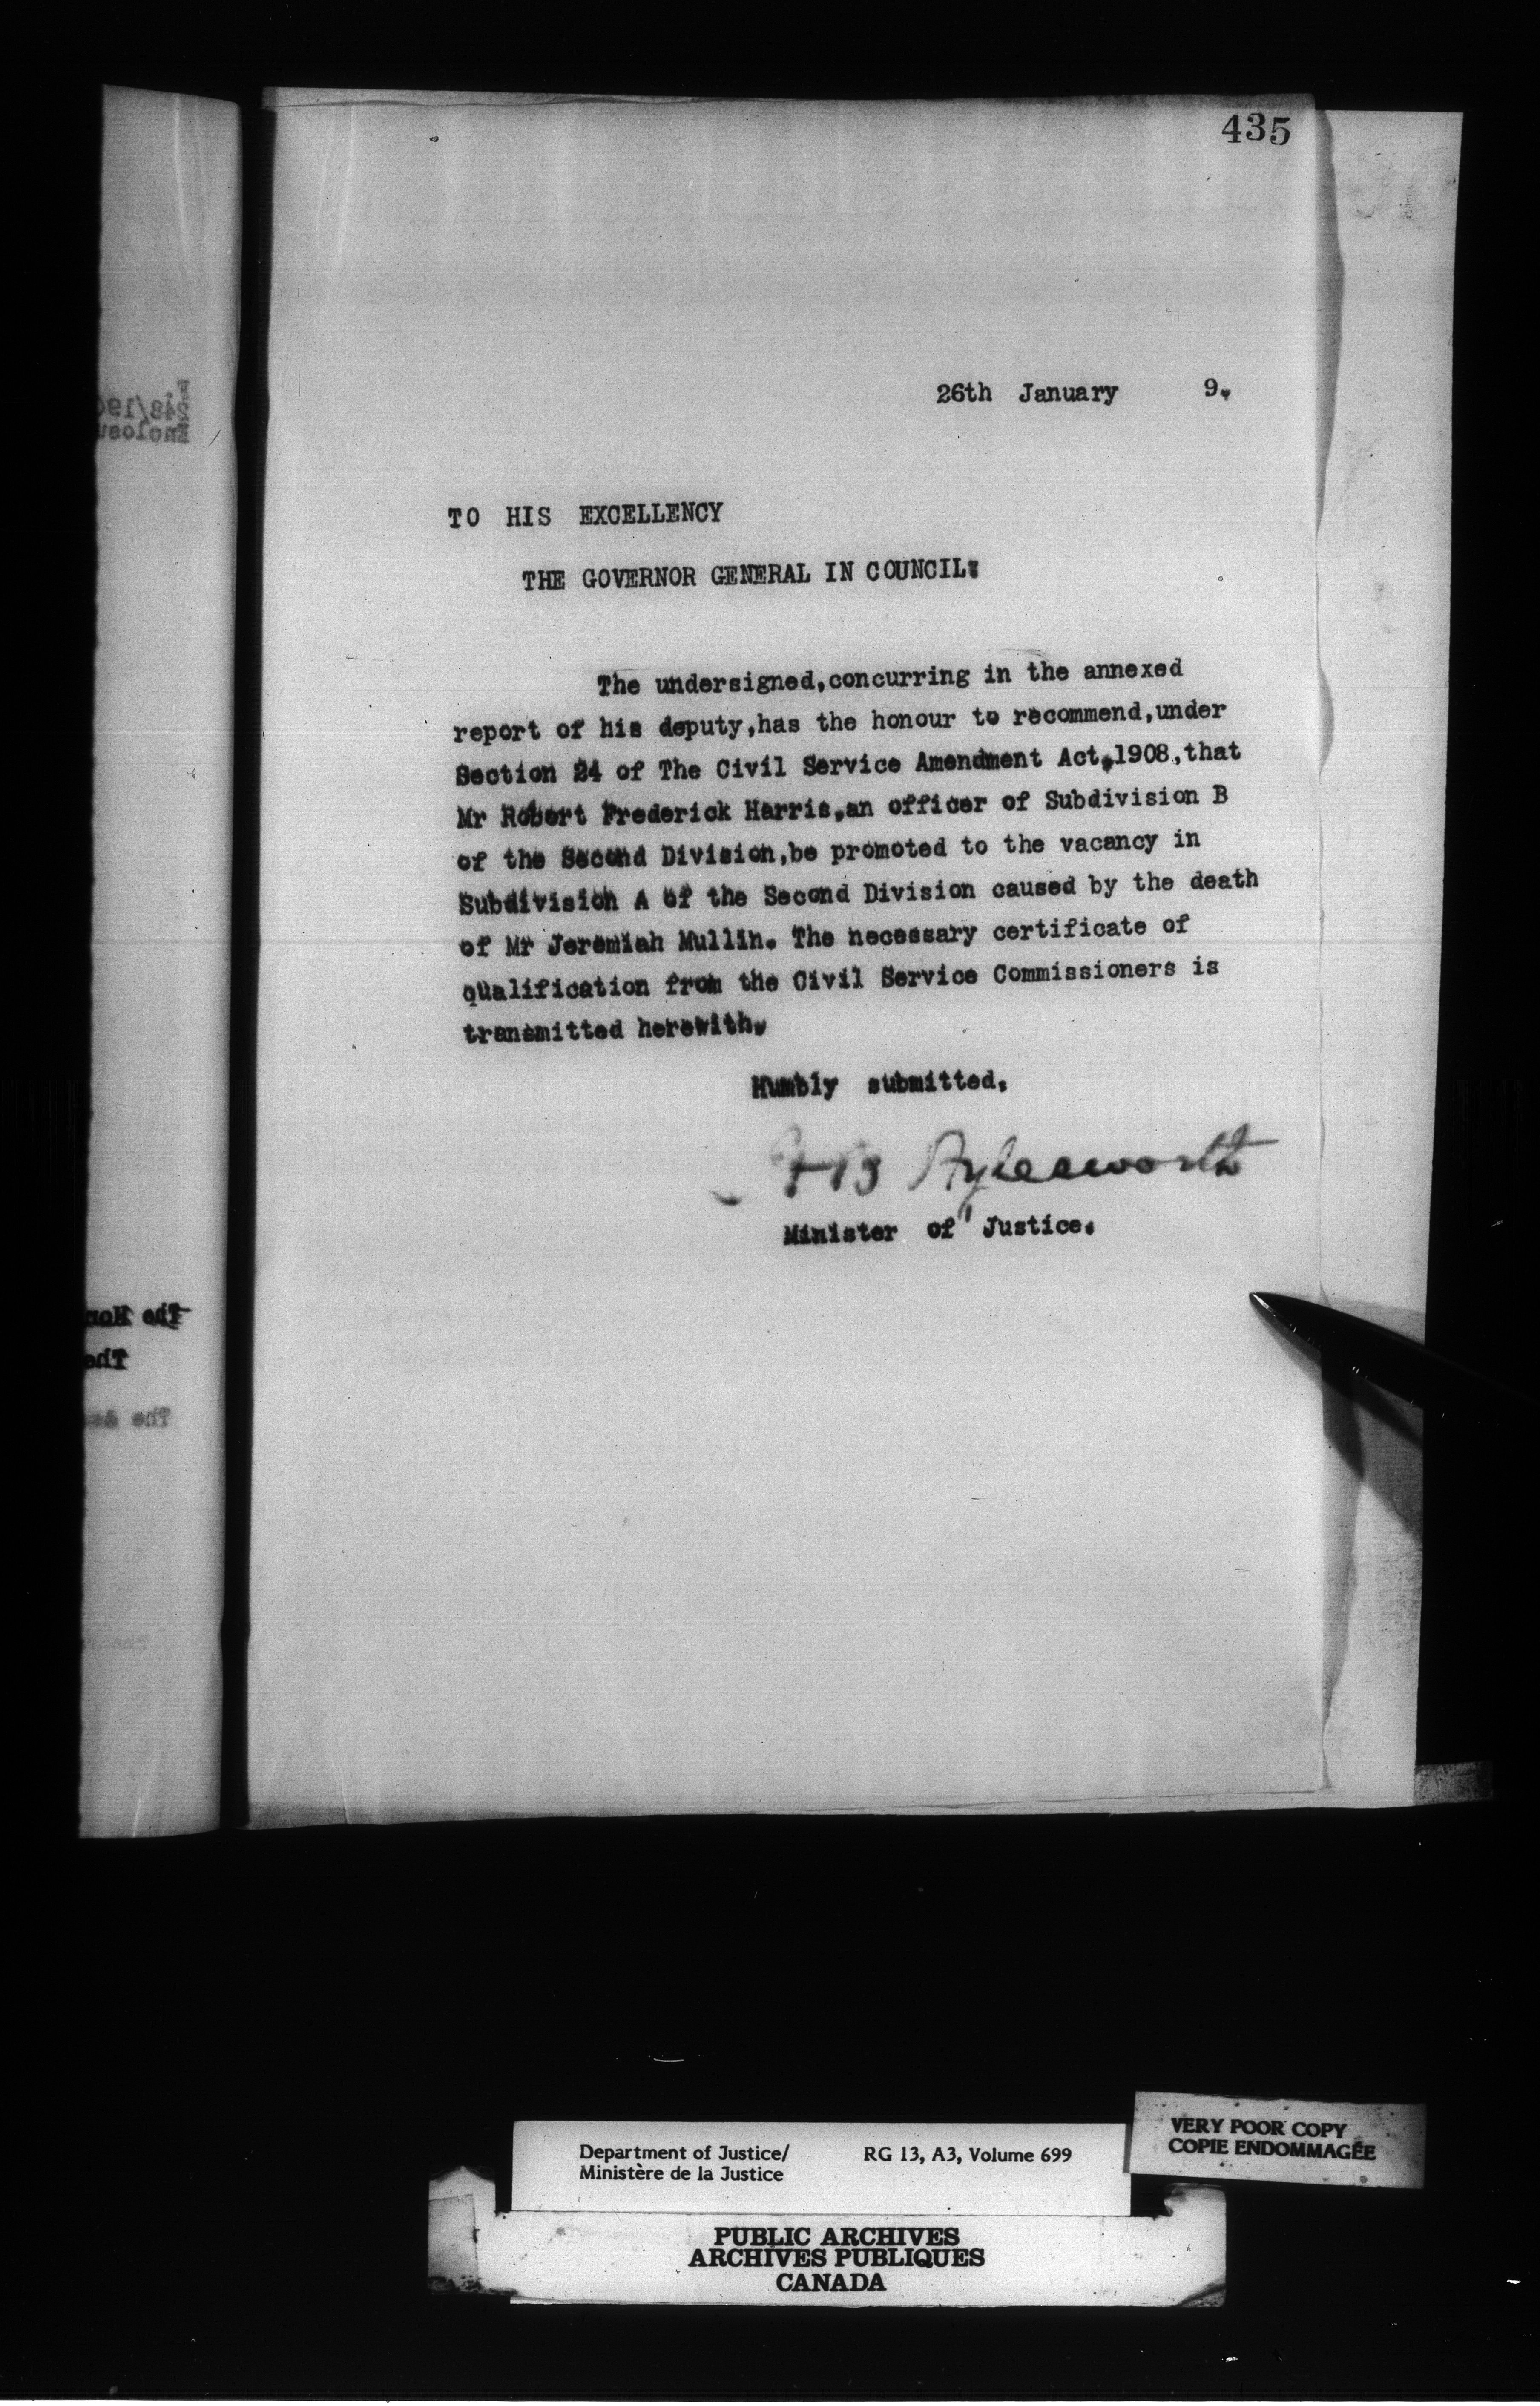 435
26th January 9.
TO HIS EXCELLENCY
THE GOVERNOR GENERAL IN COUNCIL:
The undersigned,concurring in the annexed
report of his deputy,has the honour to recommend,under
Section 24 of The Civil Service Amendment Act,1908,that
Mr Robert Frederick Harris,an officer of Subdivision B
of the Second Division,be promoted to the vacancy in
Subdivision A of the Second Division caused by the death
of Mr Jeremiah Mullin. The necessary certificate of
qualification from the Civil Service Commissioners is
transmitted herewith.
Humbly submitted,
Aylesworth
Minister of Justice.
Department of Justice/
Ministère de la Justice
RG 13, A3, Volume 699
VERY POOR COPY
COPIE ENDOMMAGÉE
PUBLIC ARCHIVES
ARCHIVES PUBLIQUES
CANADA